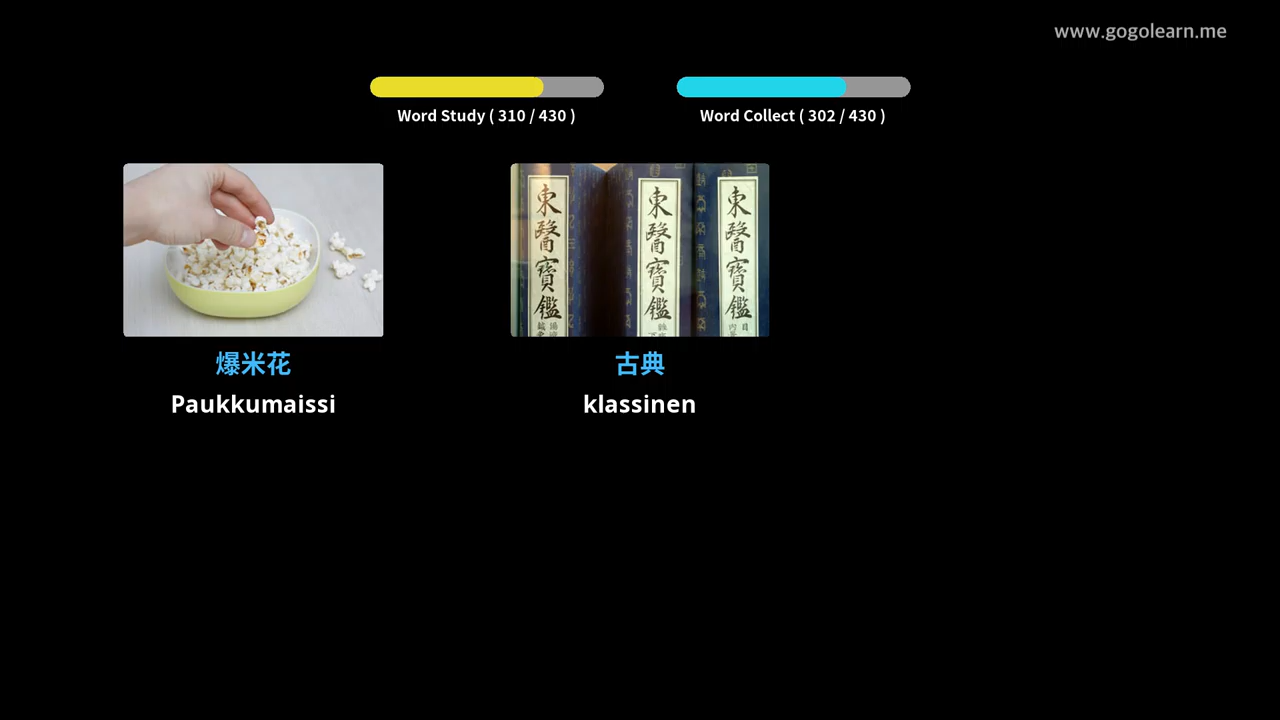 www.gogolearn.me
Word Study ( 310 / 430 )
Word Collect ( 302 / 430 )
東醫寶鑑
東醫寶鑑
東醫寶鑑
爆米花
古典
Paukkumaissi
klassinen